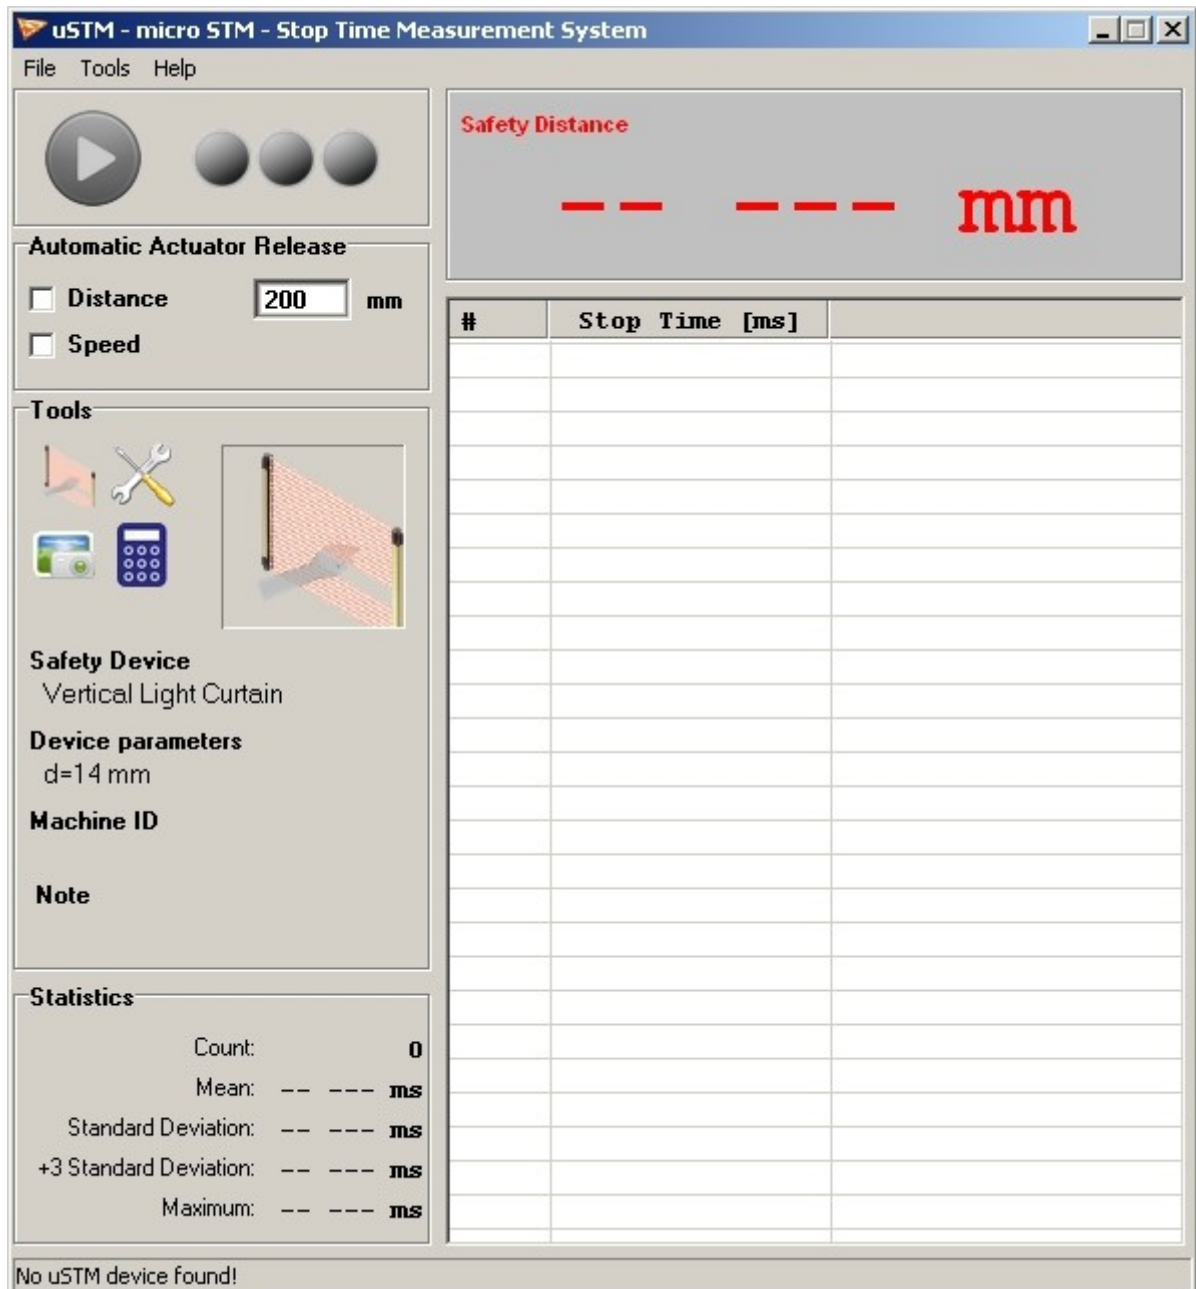 uSTM - micro STM - Stop Time Measurement System
File Tools Help
Safety Distance
-- --- mm
Automatic Actuator Release
Distance 200 mm
Speed
# Stop Time [ms]
Tools
Safety Device
Vertical Light Curtain
Device parameters
d=14 mm
Machine ID
Note
Statistics
Count: 0
Mean: -- --- ms
Standard Deviation: -- --- ms
+3 Standard Deviation: -- --- ms
Maximum: -- --- ms
No uSTM device found!